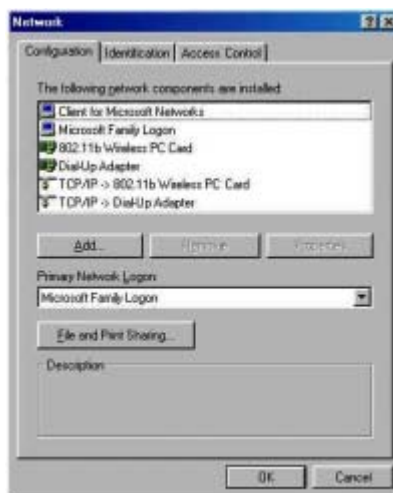 Network
Configuration Identification Access Control
The following network components are installed:
Client for Microsoft Networks
Microsoft Family Logon
802.11b Wireless PC Card
Dial-Up Adapter
TCP/IP -> 802.11b Wireless PC Card
TCP/IP -> Dial-Up Adapter
Add... Remove Properties
Primary Network Logon:
Microsoft Family Logon
File and Print Sharing...
Description
OK Cancel